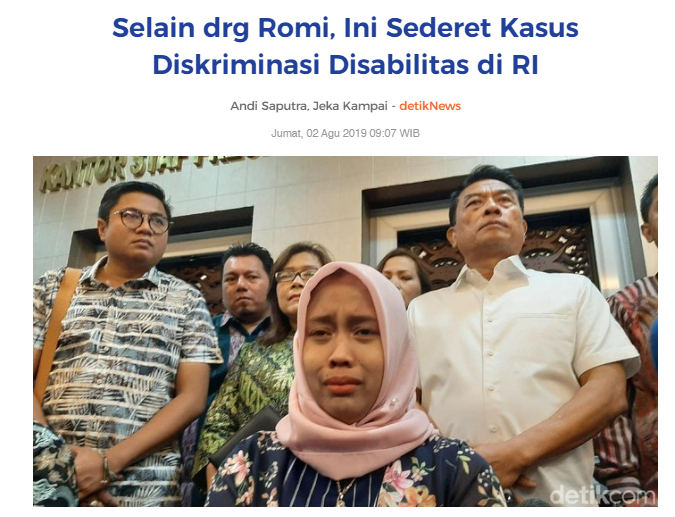 Selain drg Romi, Ini Sederet Kasus
Diskriminasi Disabilitas di RI
Andi Saputra, Jeka Kampai - detikNews
Jumat, 02 Agu 2019 09:07 WIB
KANTOR STAF PRES
detikcom